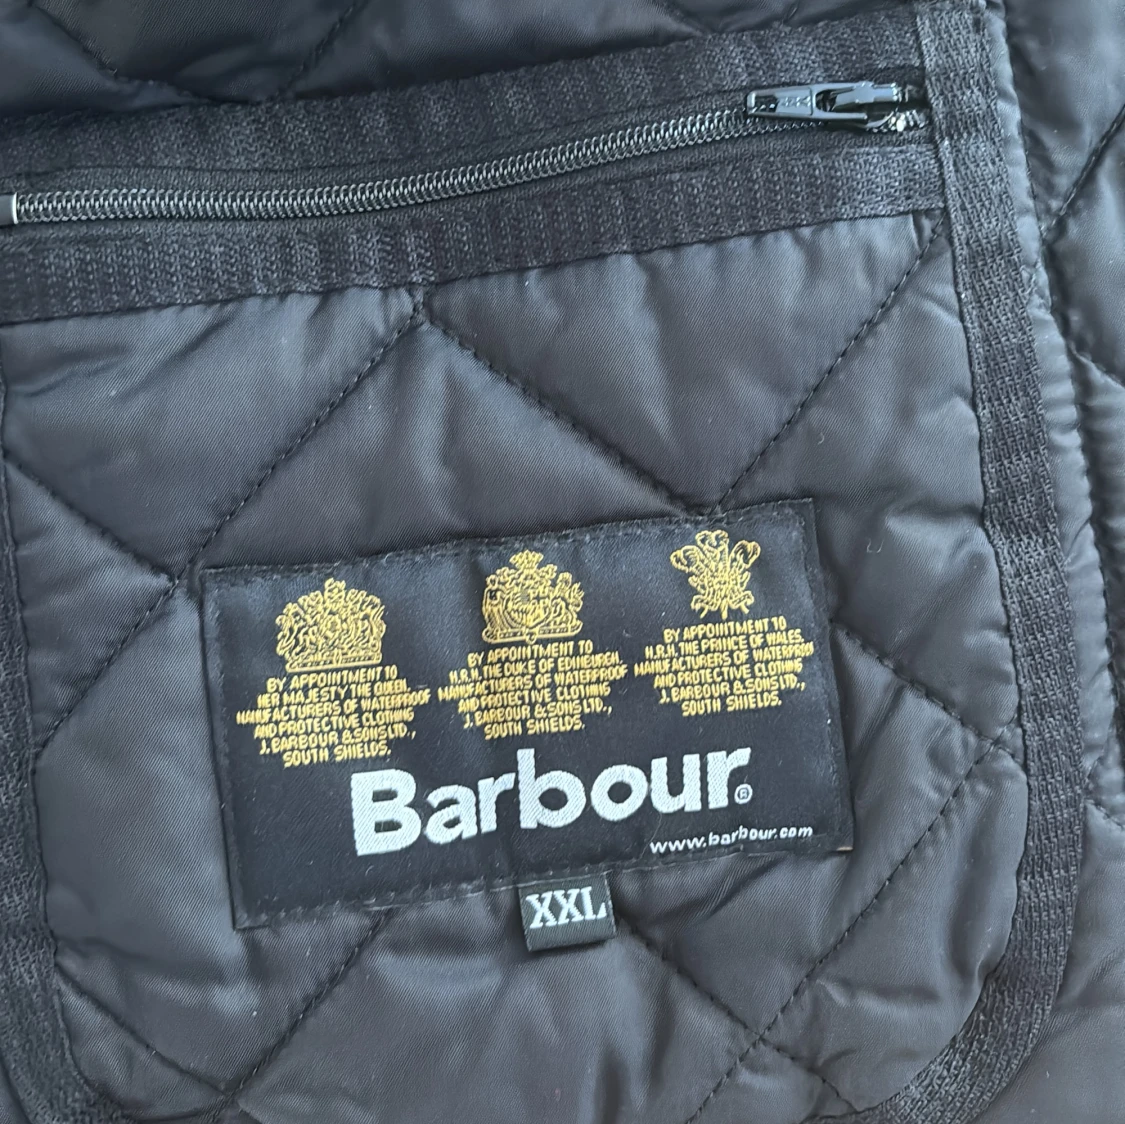 BY APPOINTMENT TO
HER MAJESTY THE QUEEN
MANUFACTURERS OF WATERPROOF
AND PROTECTIVE CLOTHING
J. BARBOUR & SONS LTD.,
SOUTH SHIELDS.
BY APPOINTMENT TO
H.R.H. THE DUKE OF EDINBURGH,
MANUFACTURERS OF WATERPROOF
AND PROTECTIVE CLOTHING
J. BARBOUR & SONS LTD.,
SOUTH SHIELDS.
BY APPOINTMENT TO
H.R.H. THE PRINCE OF WALES.
MANUFACTURERS OF WATERPROOF
AND PROTECTIVE CLOTHING
J. BARBOUR & SONS LTD.,
SOUTH SHIELDS.
Barbour®
www.barbour.com
XXL